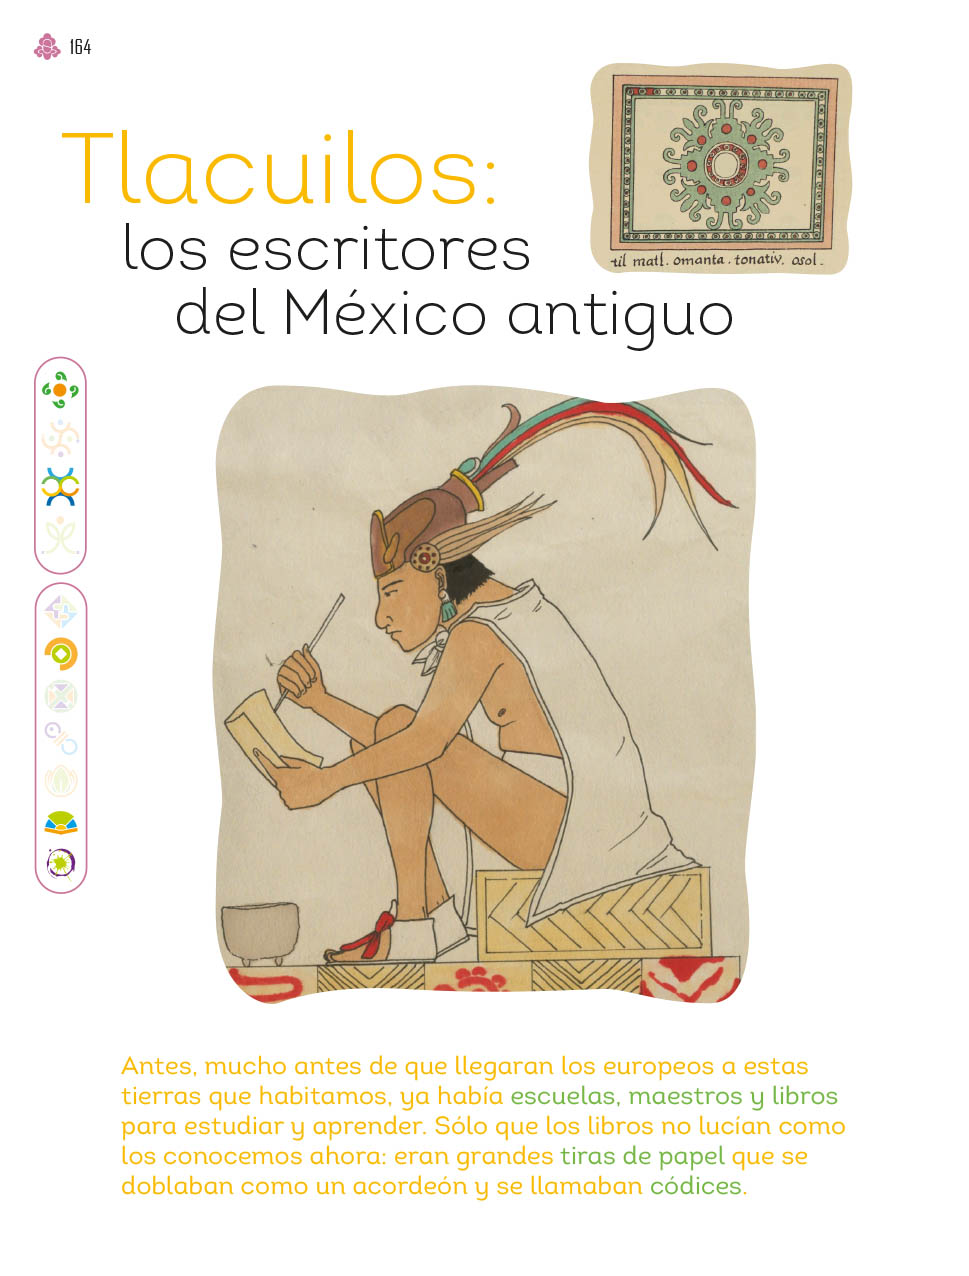 164
Tlacuilos:
los escritores
del México antiguo
til matl. omanta. tonativ. osol.
Antes, mucho antes de que llegaran los europeos a estas
tierras que habitamos, ya había escuelas, maestros y libros
para estudiar y aprender. Sólo que los libros no lucían como
los conocemos ahora: eran grandes tiras de papel que se
doblaban como un acordeón y se llamaban códices.